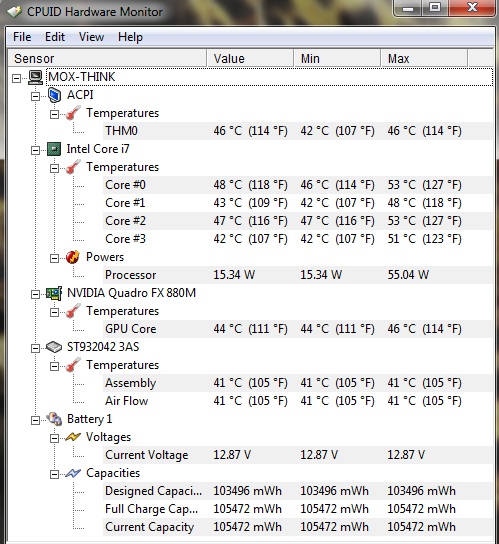 CPUID Hardware Monitor
File Edit View Help
Sensor Value Min Max
MOX-THINK
ACPI
Temperatures
THM0 46 °C (114 °F) 42 °C (107 °F) 46 °C (114 °F)
Intel Core i7
Temperatures
Core #0 48 °C (118 °F) 46 °C (114 °F) 53 °C (127 °F)
Core #1 43 °C (109 °F) 42 °C (107 °F) 48 °C (118 °F)
Core #2 47 °C (116 °F) 47 °C (116 °F) 53 °C (127 °F)
Core #3 42 °C (107 °F) 42 °C (107 °F) 51 °C (123 °F)
Powers
Processor 15.34 W 15.34 W 55.04 W
NVIDIA Quadro FX 880M
Temperatures
GPU Core 44 °C (111 °F) 44 °C (111 °F) 46 °C (114 °F)
ST932042 3AS
Temperatures
Assembly 41 °C (105 °F) 41 °C (105 °F) 41 °C (105 °F)
Air Flow 41 °C (105 °F) 41 °C (105 °F) 41 °C (105 °F)
Battery 1
Voltages
Current Voltage 12.87 V 12.87 V 12.87 V
Capacities
Designed Capaci... 103496 mWh 103496 mWh 103496 mWh
Full Charge Cap... 105472 mWh 105472 mWh 105472 mWh
Current Capacity 105472 mWh 105472 mWh 105472 mWh